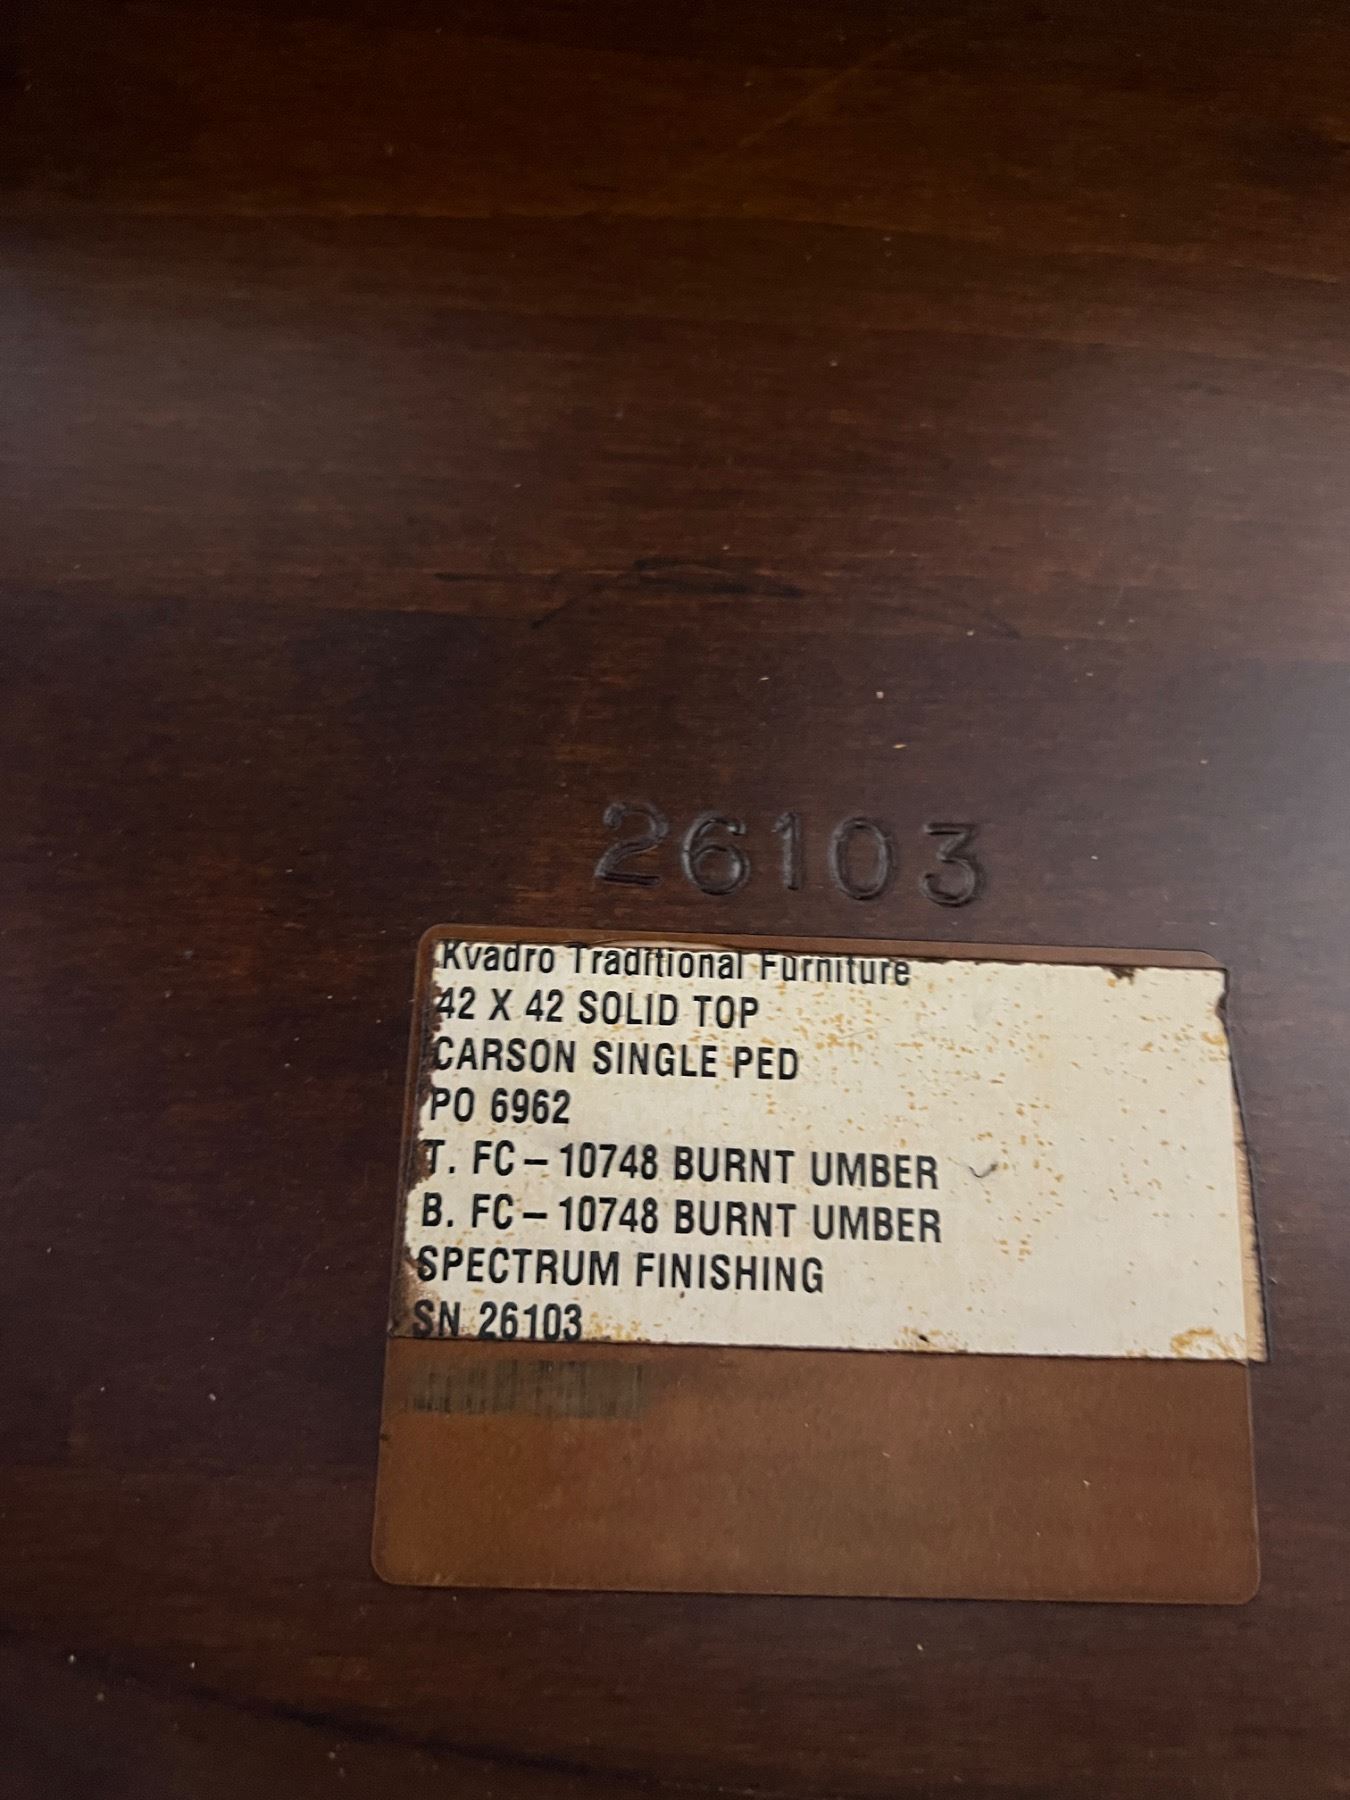 26103
Kvadro Traditional Furniture
42 X 42 SOLID TOP
CARSON SINGLE PED
PO 6962
T. FC – 10748 BURNT UMBER
B. FC – 10748 BURNT UMBER
SPECTRUM FINISHING
SN 26103